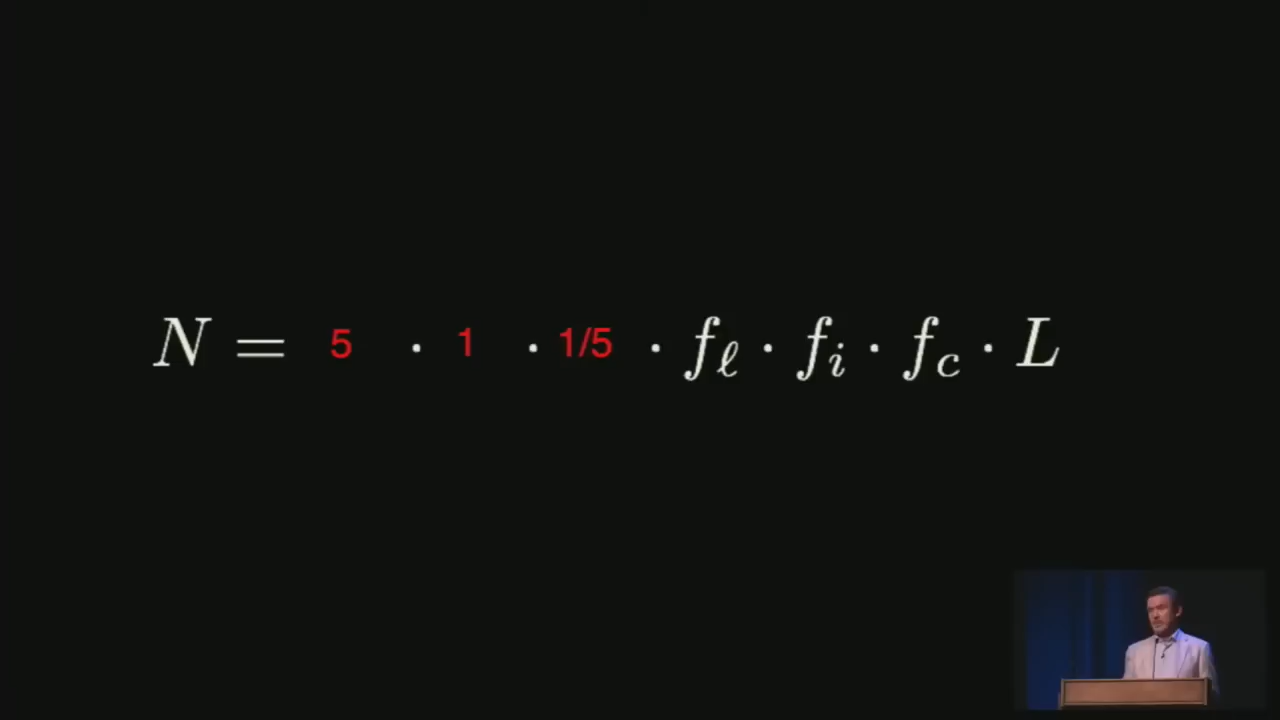 N = 5 · 1 · 1/5 · fℓ · fi · fc · L